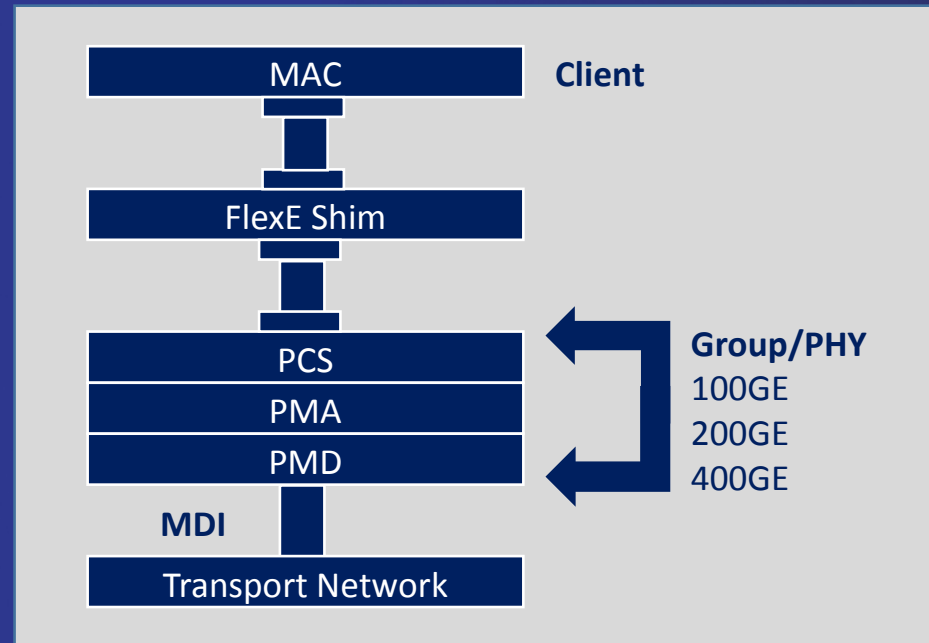 MAC
Client
FlexE Shim
PCS
PMA
PMD
Group/PHY
100GE
200GE
400GE
MDI
Transport Network